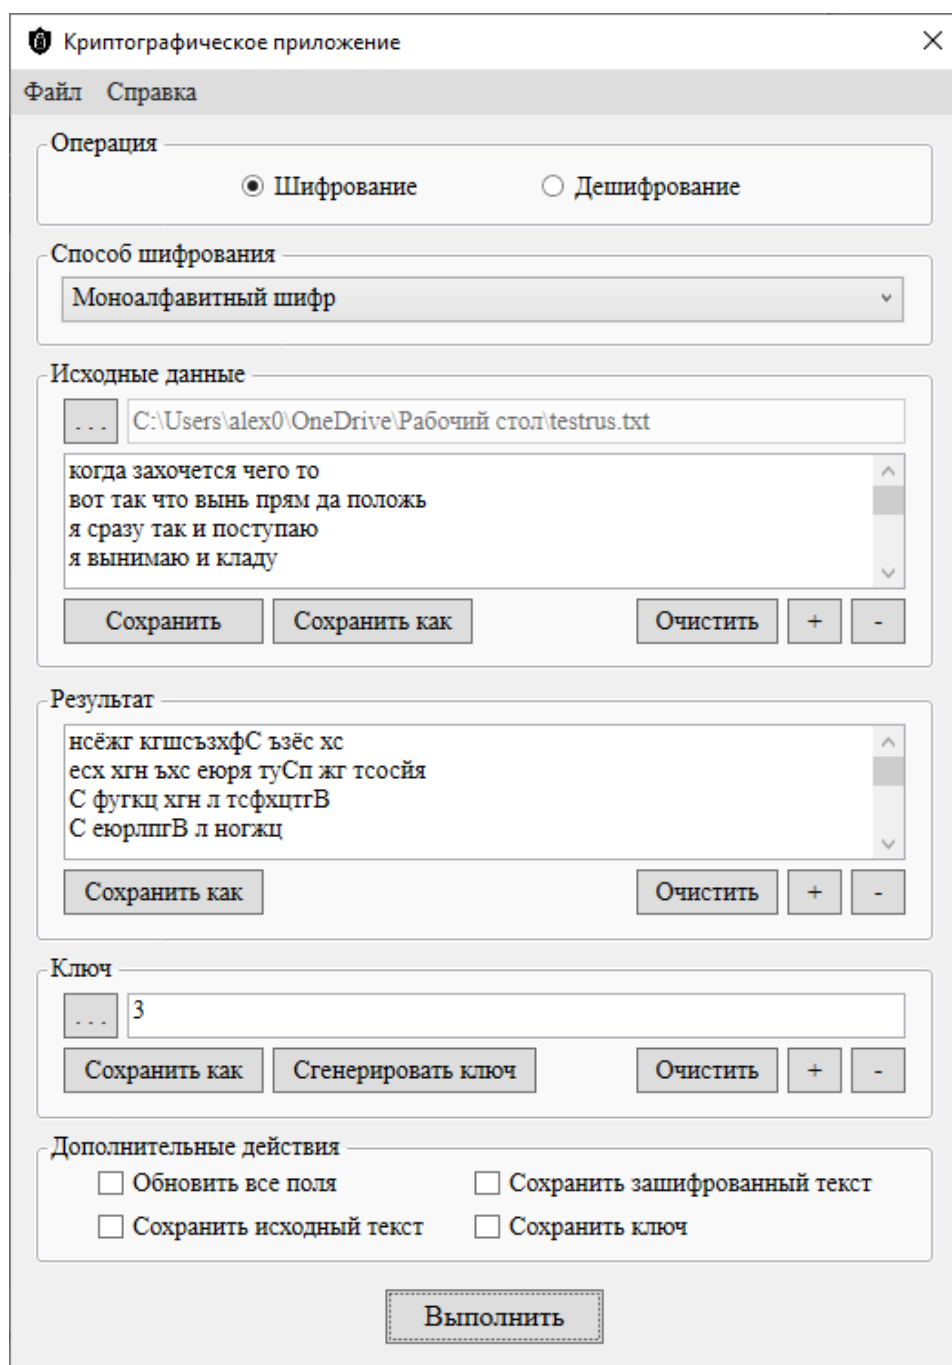 Криптографическое приложение
Файл Справка
Операция
Шифрование Дешифрование
Способ шифрования
Моноалфавитный шифр
Исходные данные
... C:\Users\alex0\OneDrive\Рабочий стол\testrus.txt
когда захочется чего то
вот так что вынь прям да положь
я сразу так и поступаю
я вынимаю и кладу
Сохранить Сохранить как Очистить + -
Результат
нсёжг кгшсъзхфС ъзёс хс
есх хгн ъхс еюря туСп жг тсосйя
С фугкц хгн л тсфхцтгВ
С еюрлпгВ л ногжц
Сохранить как Очистить + -
Ключ
... 3
Сохранить как Сгенерировать ключ Очистить + -
Дополнительные действия
Обновить все поля Сохранить зашифрованный текст
Сохранить исходный текст Сохранить ключ
Выполнить